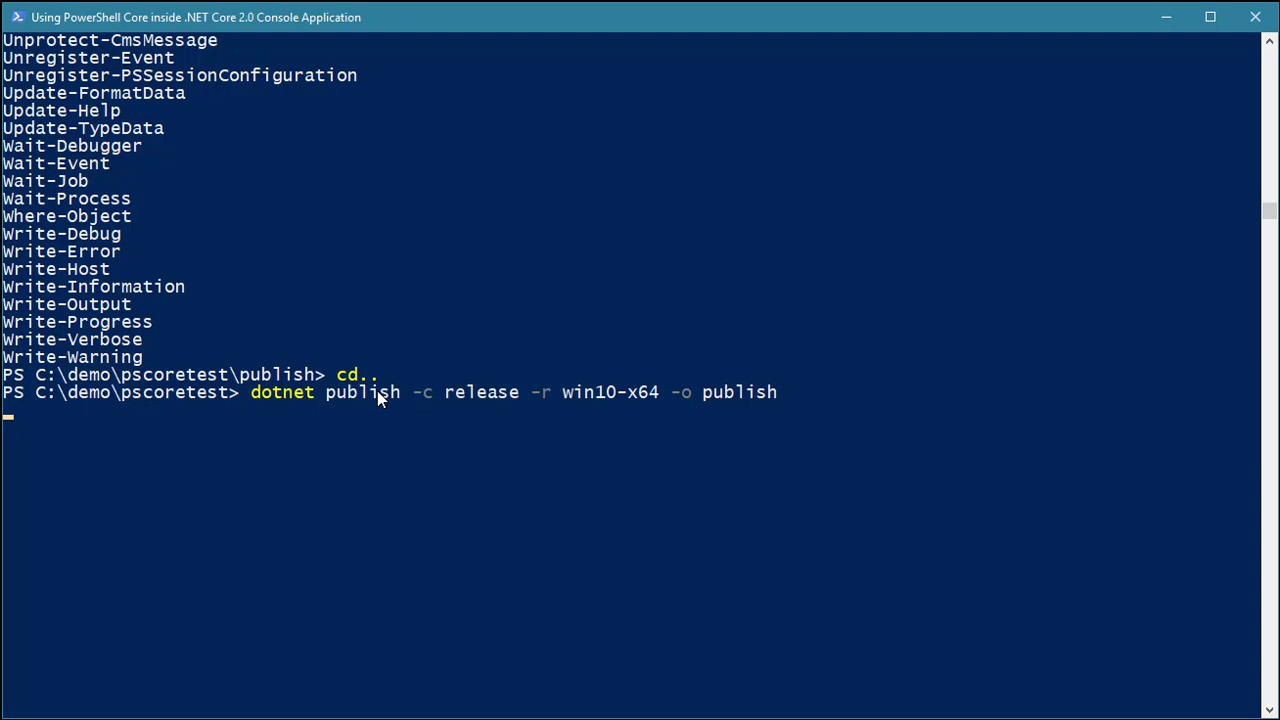 Using PowerShell Core inside .NET Core 2.0 Console Application
Unprotect-CmsMessage
Unregister-Event
Unregister-PSSessionConfiguration
Update-FormatData
Update-Help
Update-TypeData
Wait-Debugger
Wait-Event
Wait-Job
Wait-Process
Where-Object
Write-Debug
Write-Error
Write-Host
Write-Information
Write-Output
Write-Progress
Write-Verbose
Write-Warning
PS C:\demo\pscoretest\publish> cd..
PS C:\demo\pscoretest> dotnet publish -c release -r win10-x64 -o publish